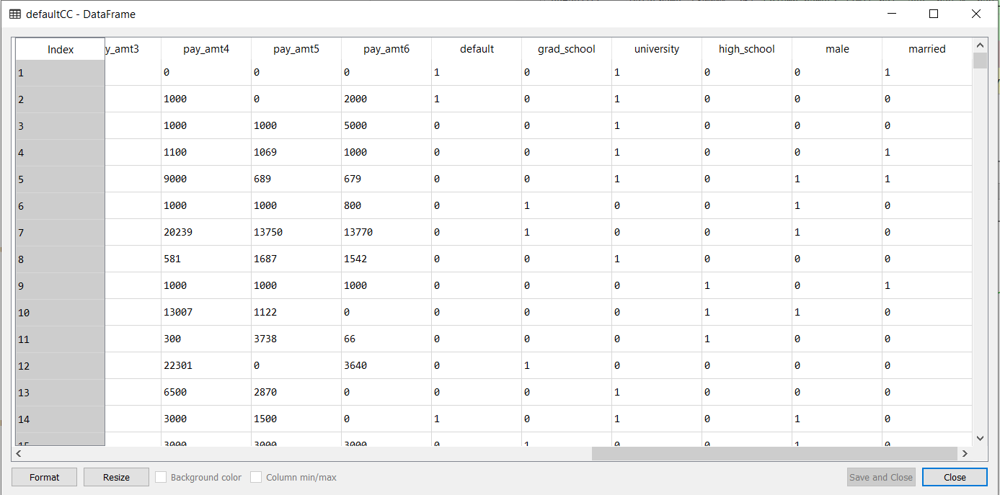 defaultCC - DataFrame
Index y_amt3 pay_amt4 pay_amt5 pay_amt6 default grad_school university high_school male married
1 0 0 0 1 0 1 0 0 1
2 1000 0 2000 1 0 1 0 0 0
3 1000 1000 5000 0 0 1 0 0 0
4 1100 1069 1000 0 0 1 0 0 1
5 9000 689 679 0 0 1 0 1 1
6 1000 1000 800 0 1 0 0 1 0
7 20239 13750 13770 0 1 0 0 1 0
8 581 1687 1542 0 0 1 0 0 0
9 1000 1000 1000 0 0 0 1 0 1
10 13007 1122 0 0 0 0 1 1 0
11 300 3738 66 0 0 0 1 0 0
12 22301 0 3640 0 1 0 0 0 0
13 6500 2870 0 0 0 1 0 0 0
14 3000 1500 0 1 0 1 0 1 0
15 3000 3000 3000 0 1 0 0 1 0
Format Resize Background color Column min/max Save and Close Close